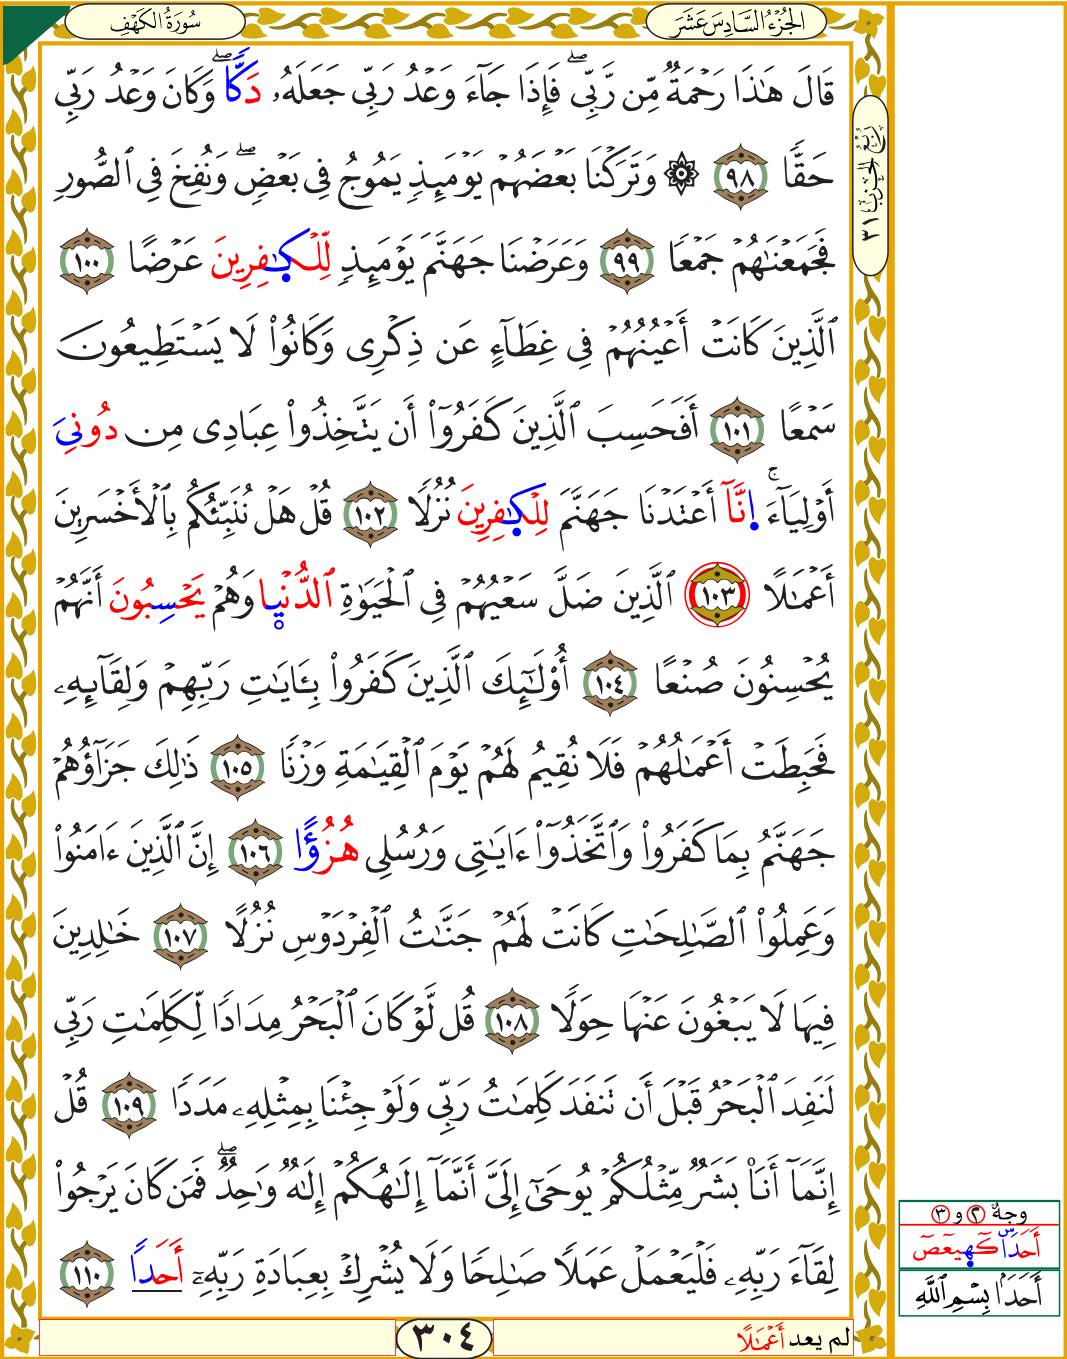 سُورَةُ الكَهْفِ
الجُزْءُ السَّادِسَ عَشَرَ
رُبْعُ الحِزْبِ ٣١
قَالَ هَٰذَا رَحْمَةٌ مِّن رَّبِّىۖ فَإِذَا جَآءَ وَعْدُ رَبِّى جَعَلَهُۥ دَكًّاۖ وَكَانَ وَعْدُ رَبِّى
حَقًّا ٩٨ ۞ وَتَرَكْنَا بَعْضَهُمْ يَوْمَئِذٍ يَمُوجُ فِى بَعْضٍۖ وَنُفِخَ فِى ٱلصُّورِ
فَجَمَعْنَٰهُمْ جَمْعًا ٩٩ وَعَرَضْنَا جَهَنَّمَ يَوْمَئِذٍ لِّلْكَٰفِرِينَ عَرْضًا ١٠٠
ٱلَّذِينَ كَانَتْ أَعْيُنُهُمْ فِى غِطَآءٍ عَن ذِكْرِى وَكَانُوا۟ لَا يَسْتَطِيعُونَ
سَمْعًا ١٠١ أَفَحَسِبَ ٱلَّذِينَ كَفَرُوٓا۟ أَن يَتَّخِذُوا۟ عِبَادِى مِن دُونِىَ
أَوْلِيَآءَۚ إِنَّآ أَعْتَدْنَا جَهَنَّمَ لِلْكَٰفِرِينَ نُزُلًا ١٠٢ قُلْ هَلْ نُنَبِّئُكُم بِٱلْأَخْسَرِينَ
أَعْمَٰلًا ١٠٣ ٱلَّذِينَ ضَلَّ سَعْيُهُمْ فِى ٱلْحَيَوٰةِ ٱلدُّنْيَا وَهُمْ يَحْسِبُونَ أَنَّهُمْ
يُحْسِنُونَ صُنْعًا ١٠٤ أُو۟لَٰٓئِكَ ٱلَّذِينَ كَفَرُوا۟ بِـَٔايَٰتِ رَبِّهِمْ وَلِقَآئِهِۦ
فَحَبِطَتْ أَعْمَٰلُهُمْ فَلَا نُقِيمُ لَهُمْ يَوْمَ ٱلْقِيَٰمَةِ وَزْنًا ١٠٥ ذَٰلِكَ جَزَآؤُهُمْ
جَهَنَّمُ بِمَا كَفَرُوا۟ وَٱتَّخَذُوٓا۟ ءَايَٰتِى وَرُسُلِى هُزُؤًا ١٠٦ إِنَّ ٱلَّذِينَ ءَامَنُوا۟
وَعَمِلُوا۟ ٱلصَّٰلِحَٰتِ كَانَتْ لَهُمْ جَنَّٰتُ ٱلْفِرْدَوْسِ نُزُلًا ١٠٧ خَٰلِدِينَ
فِيهَا لَا يَبْغُونَ عَنْهَا حِوَلًا ١٠٨ قُل لَّوْ كَانَ ٱلْبَحْرُ مِدَادًا لِّكَلِمَٰتِ رَبِّى
لَنَفِدَ ٱلْبَحْرُ قَبْلَ أَن تَنفَدَ كَلِمَٰتُ رَبِّى وَلَوْ جِئْنَا بِمِثْلِهِۦ مَدَدًا ١٠٩ قُلْ
إِنَّمَآ أَنَا۠ بَشَرٌ مِّثْلُكُمْ يُوحَىٰٓ إِلَىَّ أَنَّمَآ إِلَٰهُكُمْ إِلَٰهٌ وَٰحِدٌۖ فَمَن كَانَ يَرْجُوا۟
لِقَآءَ رَبِّهِۦ فَلْيَعْمَلْ عَمَلًا صَٰلِحًا وَلَا يُشْرِكْ بِعِبَادَةِ رَبِّهِۦٓ أَحَدًا ١١٠
وجهٌ ٢ و ٣
أَحَدًاۜ كٓهيعٓصٓ
أَحَدًا بِسْمِ ٱللَّهِ
لم يعد أَعْمَٰلًا
٣٠٤